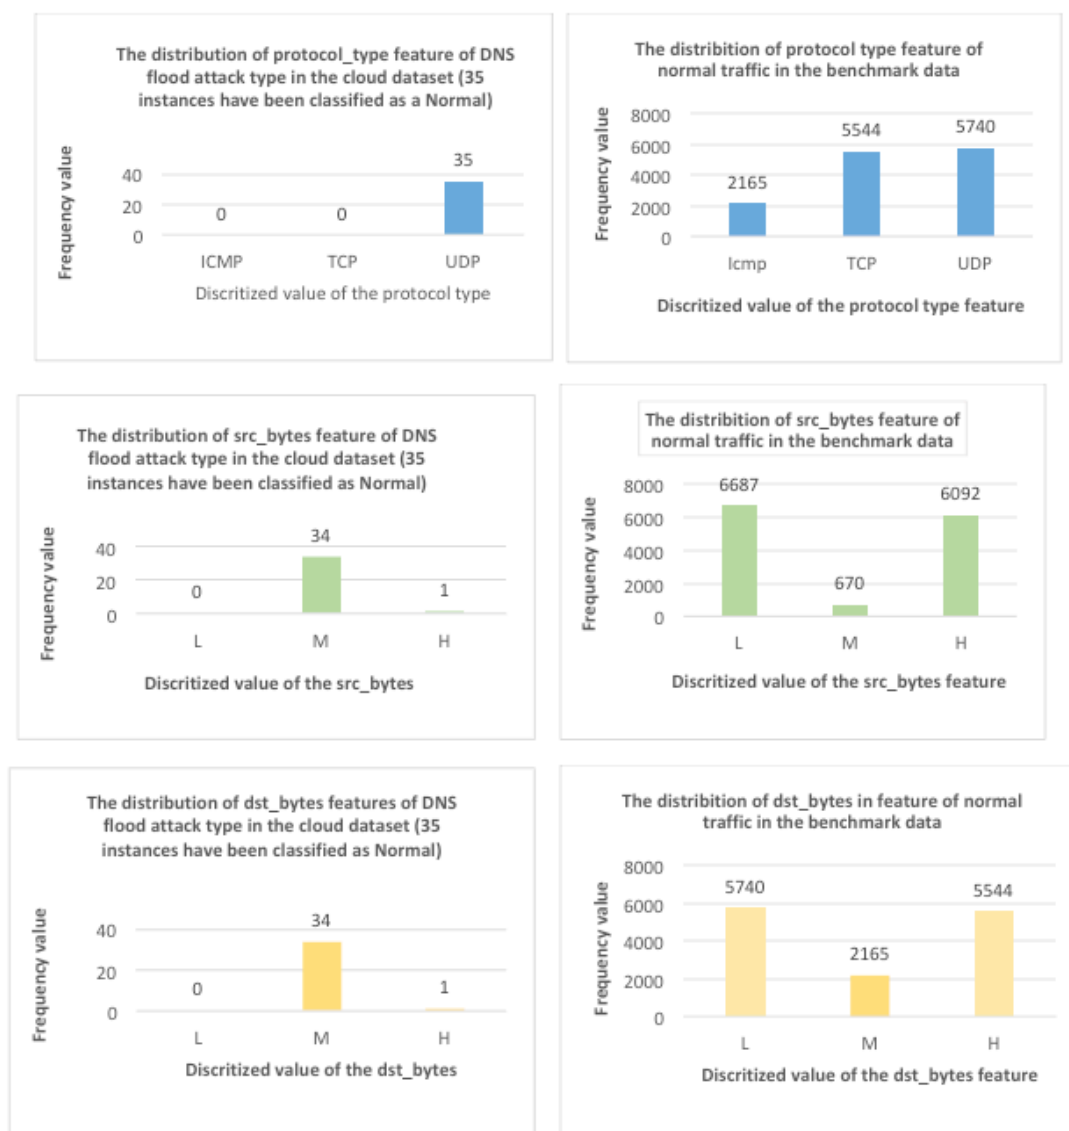 The distribution of protocol_type feature of DNS
flood attack type in the cloud dataset (35
instances have been classified as a Normal)
Frequency value
40
20
0
0
0
35
ICMP
TCP
UDP
Discritized value of the protocol type
The distribition of protocol type feature of
normal traffic in the benchmark data
Frequency value
8000
6000
4000
2000
0
2165
5544
5740
Icmp
TCP
UDP
Discritized value of the protocol type feature
The distribution of src_bytes feature of DNS
flood attack type in the cloud dataset (35
instances have been classified as Normal)
Frequency value
40
20
0
0
34
1
L
M
H
Discritized value of the src_bytes
The distribition of src_bytes feature of
normal traffic in the benchmark data
Frequency value
8000
6000
4000
2000
0
6687
670
6092
L
M
H
Discritized value of the src_bytes feature
The distribution of dst_bytes features of DNS
flood attack type in the cloud dataset (35
instances have been classified as Normal)
Frequency value
40
20
0
0
34
1
L
M
H
Discritized value of the dst_bytes
The distribition of dst_bytes in feature of normal
traffic in the benchmark data
Frequency value
8000
6000
4000
2000
0
5740
2165
5544
L
M
H
Discritized value of the dst_bytes feature